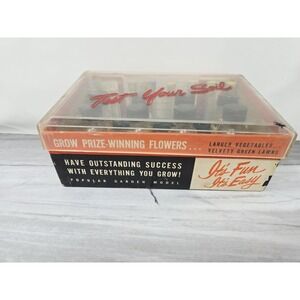 Test Your Soil
GROW PRIZE-WINNING FLOWERS...
LARGER VEGETABLES...
VELVETY GREEN LAWNS
HAVE OUTSTANDING SUCCESS
WITH EVERYTHING YOU GROW!
POPULAR GARDEN MODEL
It's Fun
It's Easy